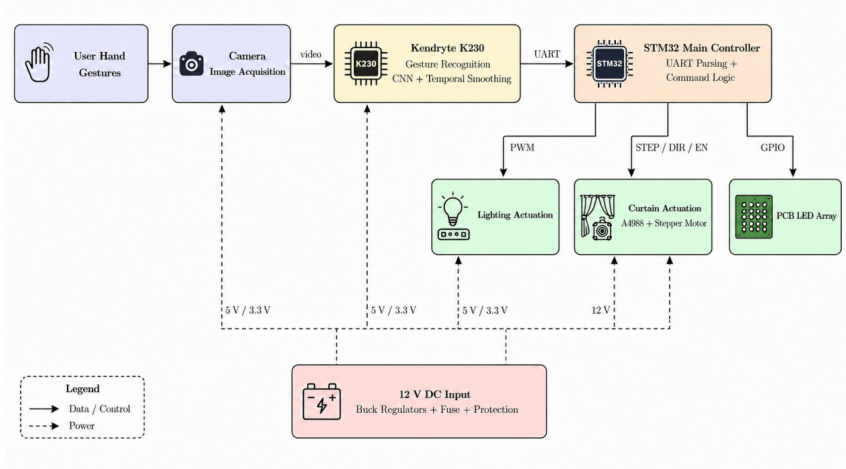 User Hand
Gestures
Camera
Image Acquisition
video
K230
Kendryte K230
Gesture Recognition
CNN + Temporal Smoothing
UART
STM32
STM32 Main Controller
UART Parsing +
Command Logic
PWM
STEP / DIR / EN
GPIO
Lighting Actuation
Curtain Actuation
A4988 + Stepper Motor
PCB LED Array
5 V / 3.3 V
5 V / 3.3 V
5 V / 3.3 V
12 V
12 V DC Input
Buck Regulators + Fuse + Protection
Legend
Data / Control
Power